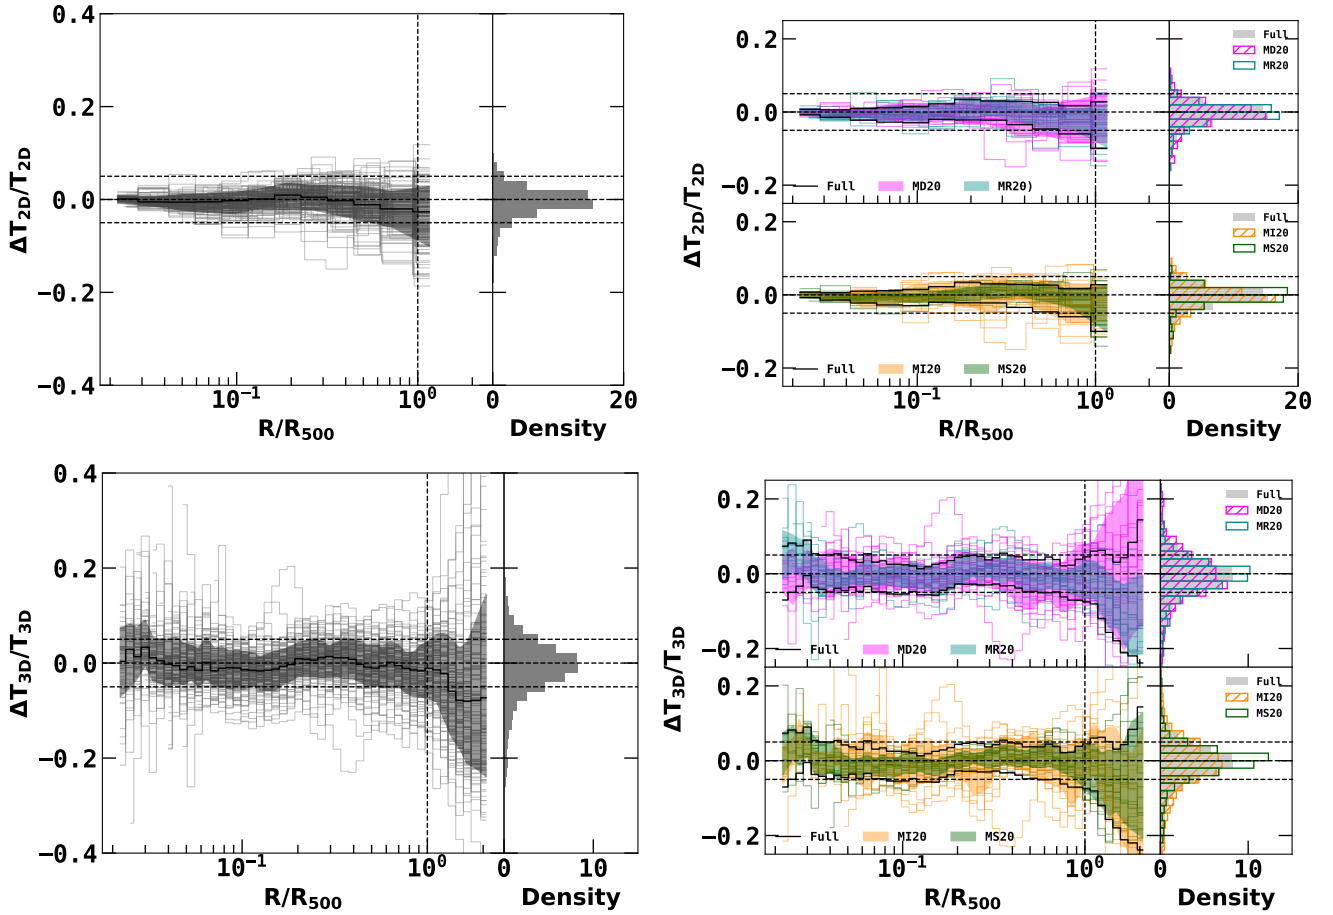 0.4
0.2
0.0
−0.2
−0.4
ΔT2D/T2D
10−1
100
R/R500
0
20
Density
0.2
0.0
−0.2
Full
MD20
MR20
Full
MD20
MR20)
ΔT2D/T2D
0.2
0.0
−0.2
Full
MI20
MS20
Full
MI20
MS20
10−1
100
R/R500
0
20
Density
0.4
0.2
0.0
−0.2
−0.4
ΔT3D/T3D
10−1
100
R/R500
0
10
Density
0.2
0.0
−0.2
Full
MD20
MR20
Full
MD20
MR20
ΔT3D/T3D
0.2
0.0
−0.2
Full
MI20
MS20
Full
MI20
MS20
10−1
100
R/R500
0
10
Density